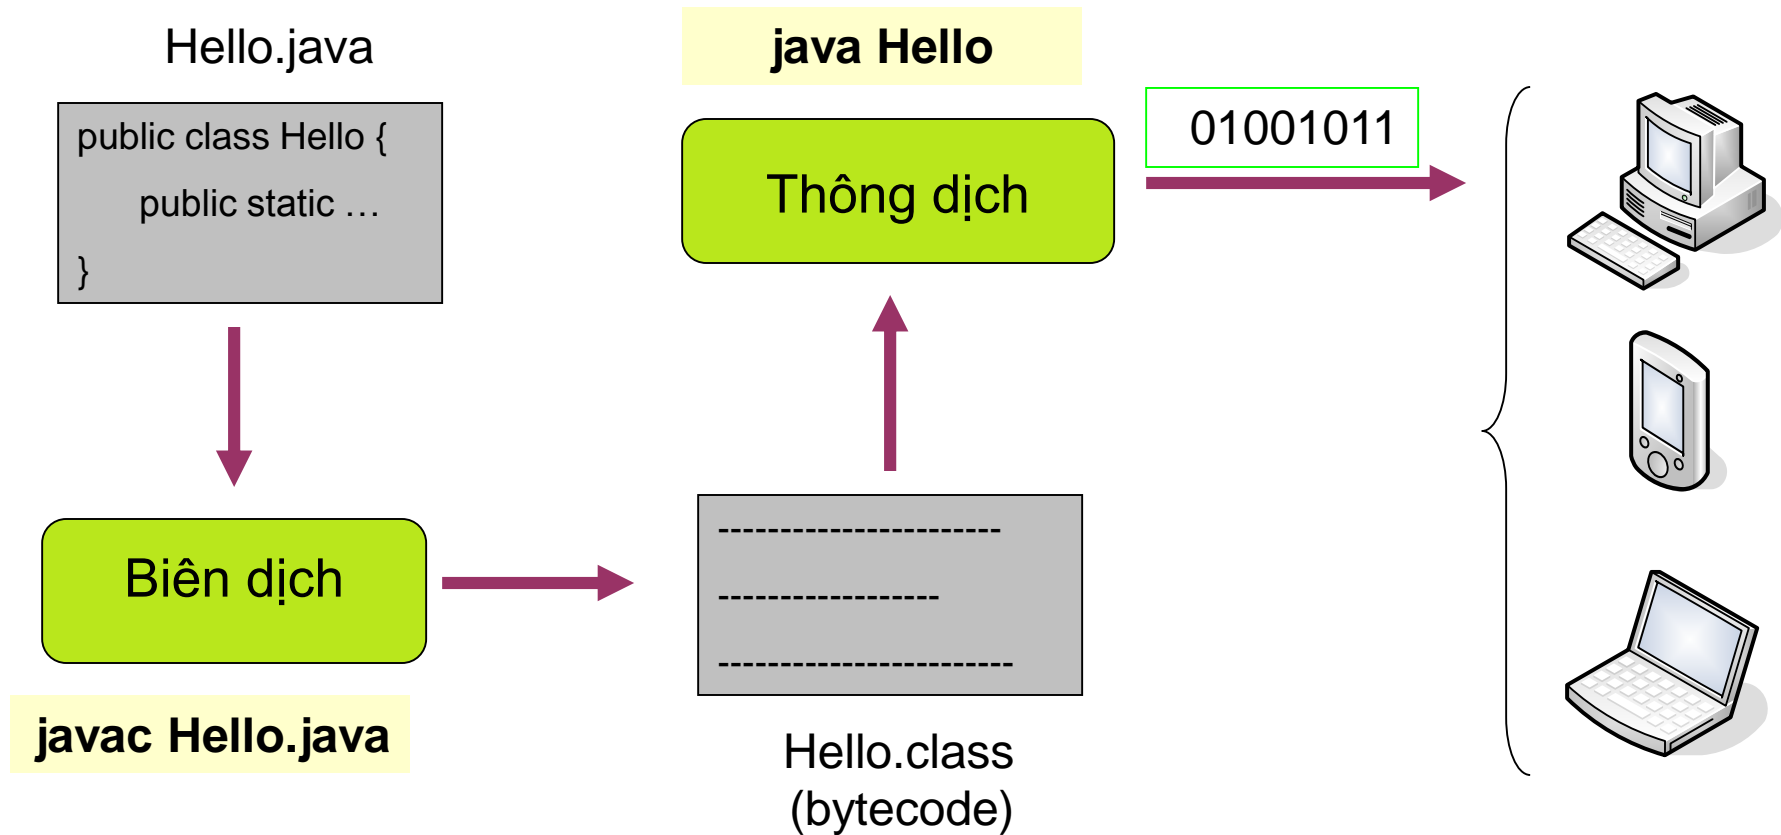 Hello.java
public class Hello {
public static …
}
Biên dịch
javac Hello.java
-----------------------
------------------
------------------------
Hello.class
(bytecode)
java Hello
Thông dịch
01001011